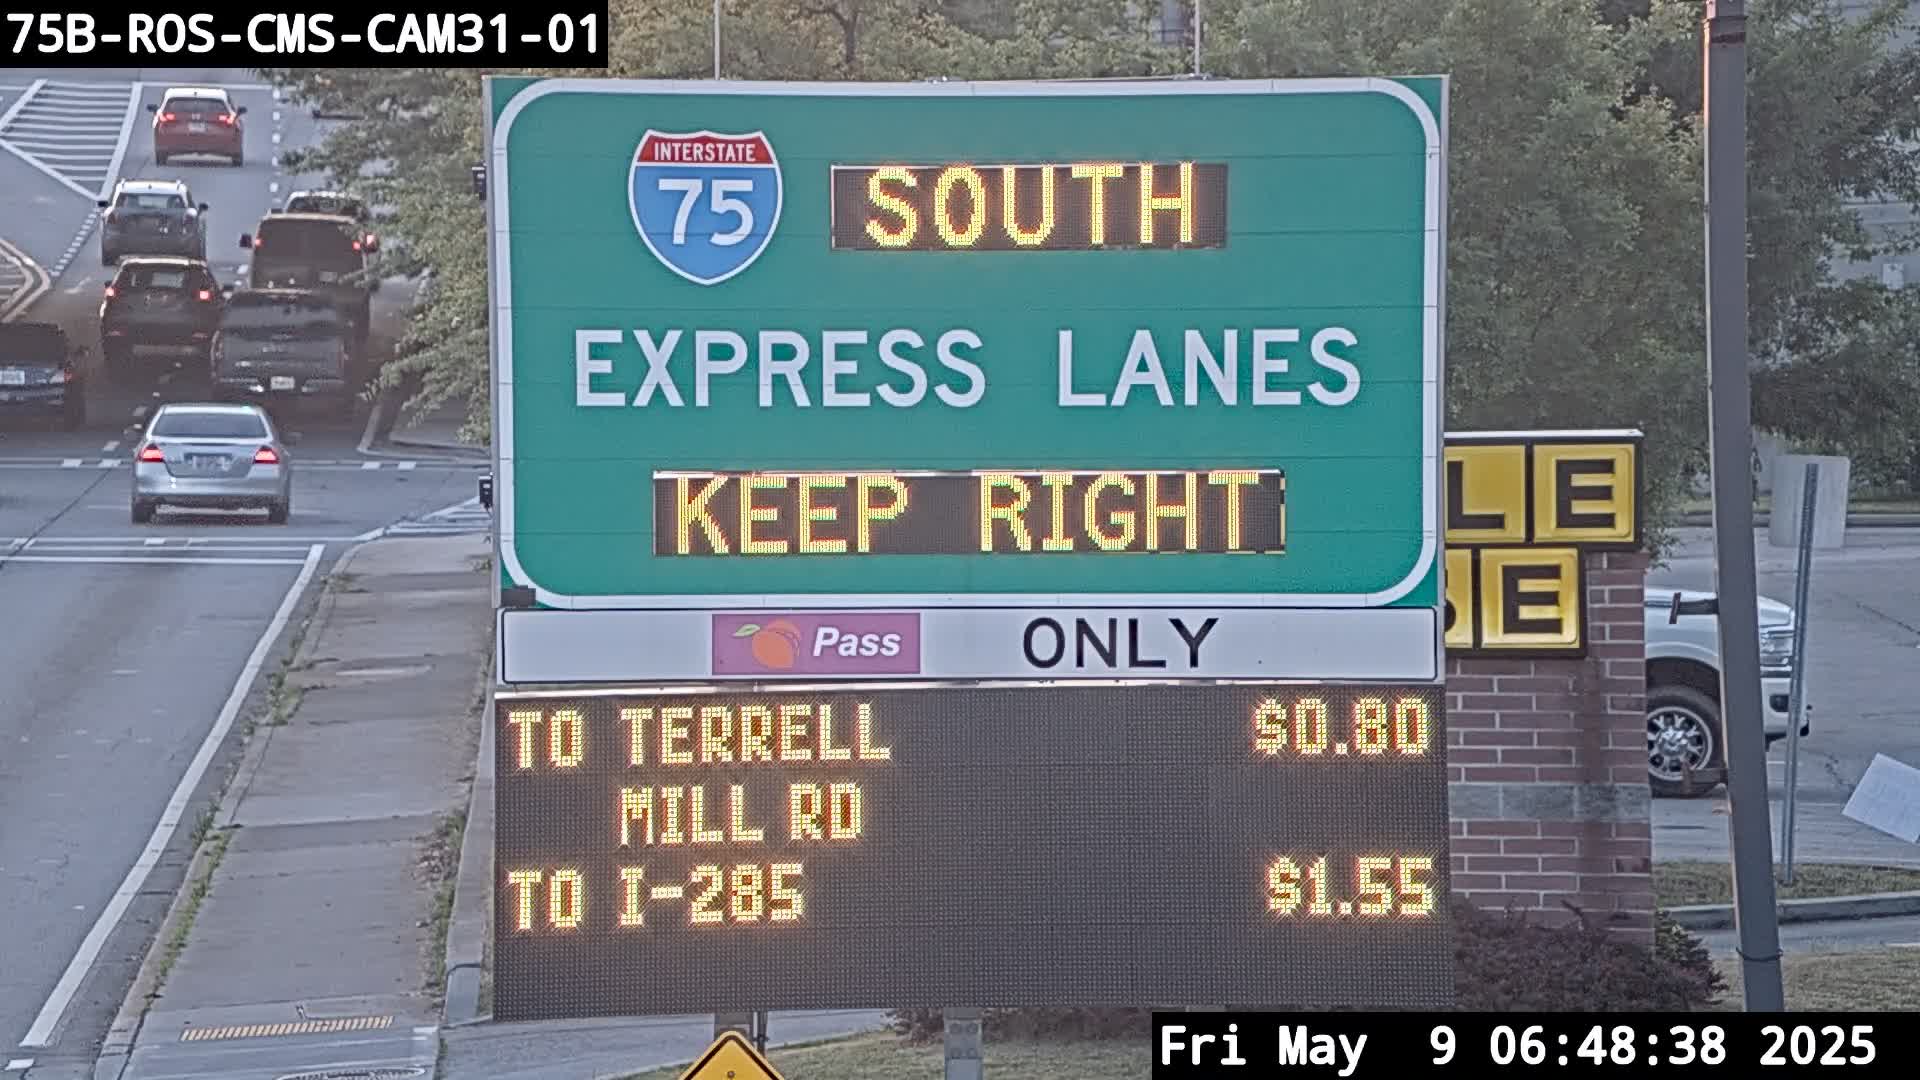 75B-ROS-CMS-CAM31-01
INTERSTATE
75
SOUTH
EXPRESS LANES
KEEP RIGHT
Pass ONLY
TO TERRELL $0.80
MILL RD
TO I-285 $1.55
LE
E
Fri May 9 06:48:38 2025